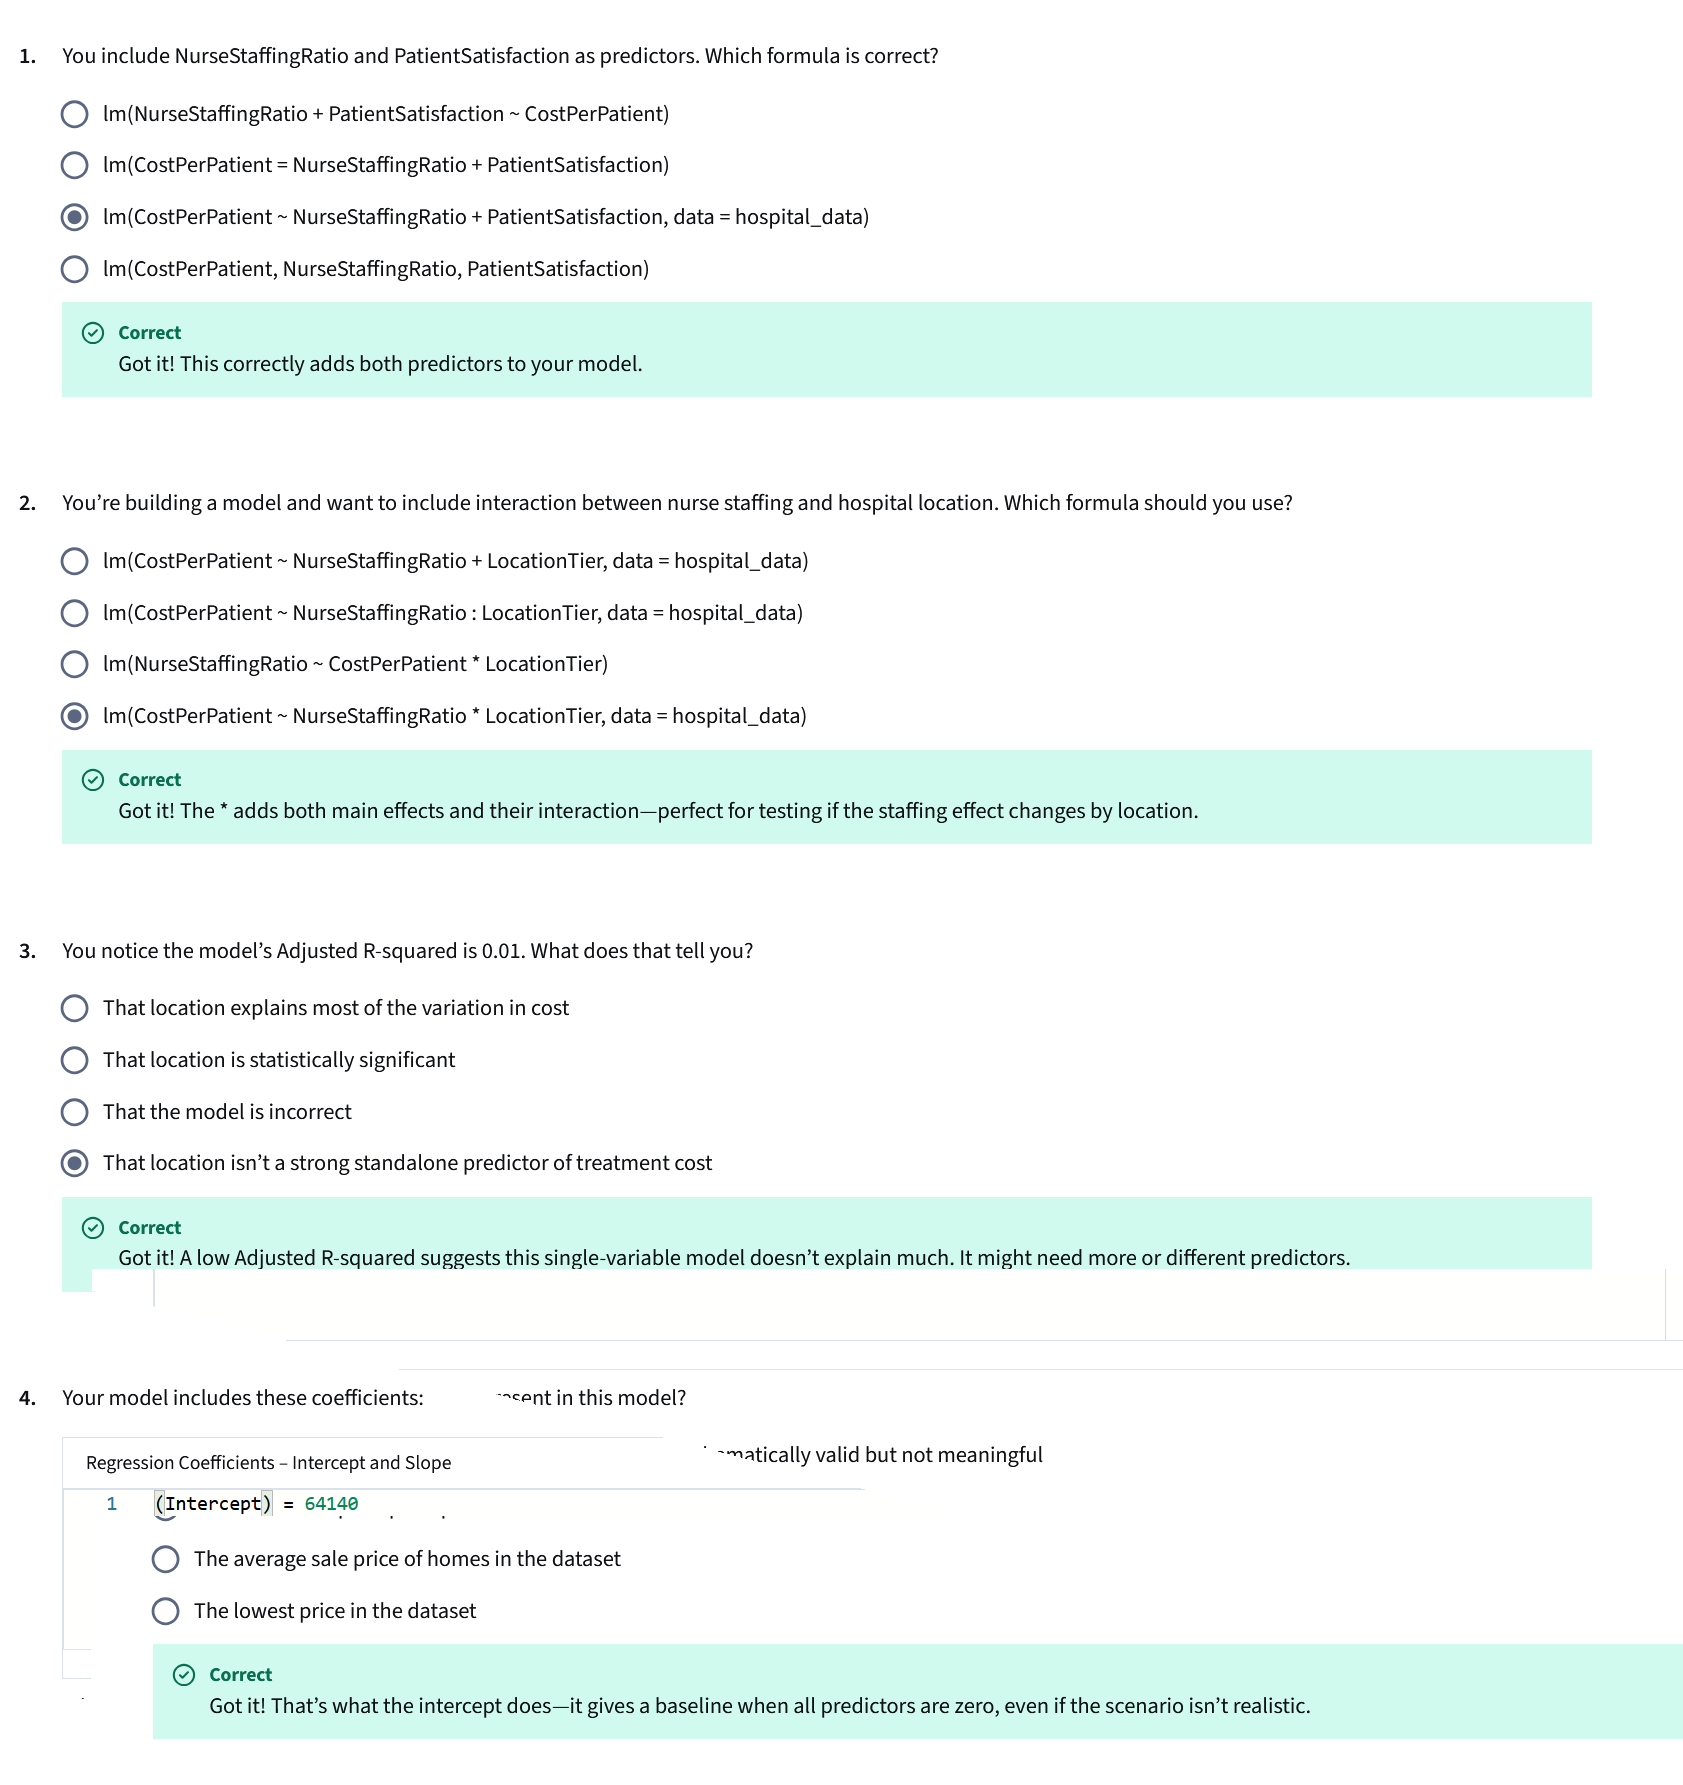 1. You include NurseStaffingRatio and PatientSatisfaction as predictors. Which formula is correct?
lm(NurseStaffingRatio + PatientSatisfaction ~ CostPerPatient)
lm(CostPerPatient = NurseStaffingRatio + PatientSatisfaction)
lm(CostPerPatient ~ NurseStaffingRatio + PatientSatisfaction, data = hospital_data)
lm(CostPerPatient, NurseStaffingRatio, PatientSatisfaction)
Correct
Got it! This correctly adds both predictors to your model.
2. You’re building a model and want to include interaction between nurse staffing and hospital location. Which formula should you use?
lm(CostPerPatient ~ NurseStaffingRatio + LocationTier, data = hospital_data)
lm(CostPerPatient ~ NurseStaffingRatio : LocationTier, data = hospital_data)
lm(NurseStaffingRatio ~ CostPerPatient * LocationTier)
lm(CostPerPatient ~ NurseStaffingRatio * LocationTier, data = hospital_data)
Correct
Got it! The * adds both main effects and their interaction—perfect for testing if the staffing effect changes by location.
3. You notice the model’s Adjusted R-squared is 0.01. What does that tell you?
That location explains most of the variation in cost
That location is statistically significant
That the model is incorrect
That location isn’t a strong standalone predictor of treatment cost
Correct
Got it! A low Adjusted R-squared suggests this single-variable model doesn’t explain much. It might need more or different predictors.
4. Your model includes these coefficients: in this model?
valid but not meaningful
Regression Coefficients – Intercept and Slope
1 (Intercept) = 64140
The average sale price of homes in the dataset
The lowest price in the dataset
Correct
Got it! That’s what the intercept does—it gives a baseline when all predictors are zero, even if the scenario isn’t realistic.